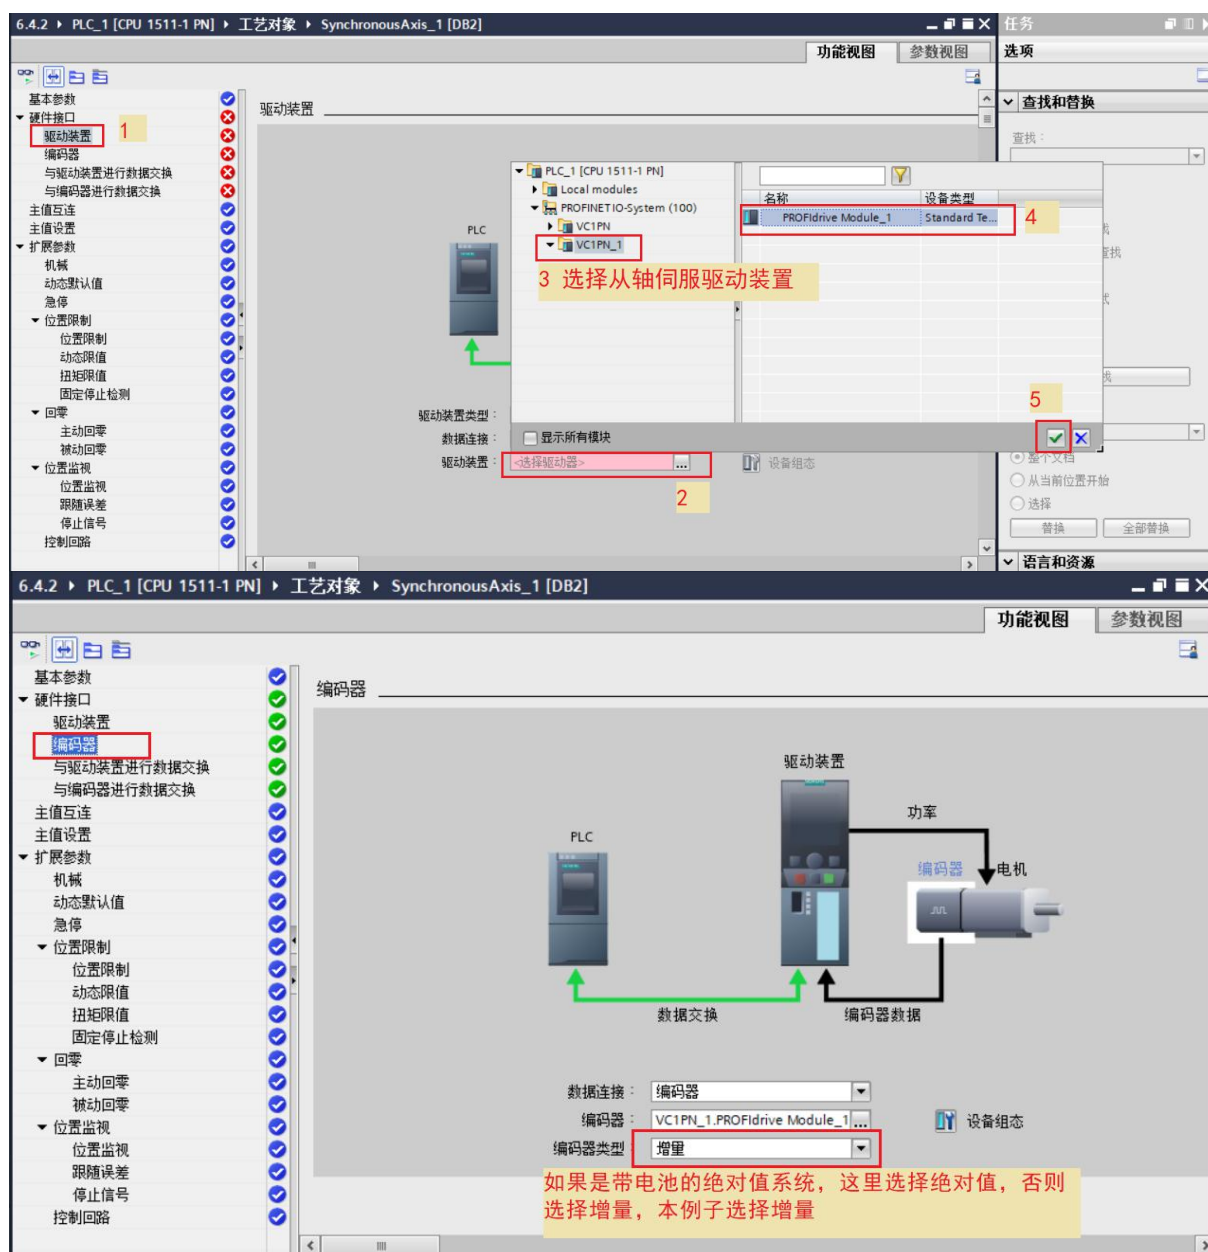 6.4.2 ▸ PLC_1 [CPU 1511-1 PN] ▸ 工艺对象 ▸ SynchronousAxis_1 [DB2]
任务
功能视图
参数视图
选项
基本参数
硬件接口
驱动装置
1
编码器
与驱动装置进行数据交换
与编码器进行数据交换
主值互连
主值设置
扩展参数
机械
动态默认值
急停
位置限制
位置限制
动态限值
扭矩限值
固定停止检测
回零
主动回零
被动回零
位置监视
位置监视
跟随误差
停止信号
控制回路
驱动装置
PLC
驱动装置类型：
数据连接：
驱动装置：
<选择驱动器>
...
设备组态
2
PLC_1 [CPU 1511-1 PN]
Local modules
PROFINET IO-System (100)
VC1PN
VC1PN_1
3 选择从轴伺服驱动装置
名称
设备类型
PROFIdrive Module_1
Standard Te...
4
5
显示所有模块
查找和替换
查找：
整个文档
从当前位置开始
选择
替换
全部替换
语言和资源
6.4.2 ▸ PLC_1 [CPU 1511-1 PN] ▸ 工艺对象 ▸ SynchronousAxis_1 [DB2]
功能视图
参数视图
基本参数
硬件接口
驱动装置
编码器
与驱动装置进行数据交换
与编码器进行数据交换
主值互连
主值设置
扩展参数
机械
动态默认值
急停
位置限制
位置限制
动态限值
扭矩限值
固定停止检测
回零
主动回零
被动回零
位置监视
位置监视
跟随误差
停止信号
控制回路
编码器
驱动装置
功率
PLC
编码器
电机
数据交换
编码器数据
数据连接：
编码器
编码器：
VC1PN_1.PROFIdrive Module_1
...
设备组态
编码器类型：
增量
如果是带电池的绝对值系统，这里选择绝对值，否则
选择增量，本例子选择增量